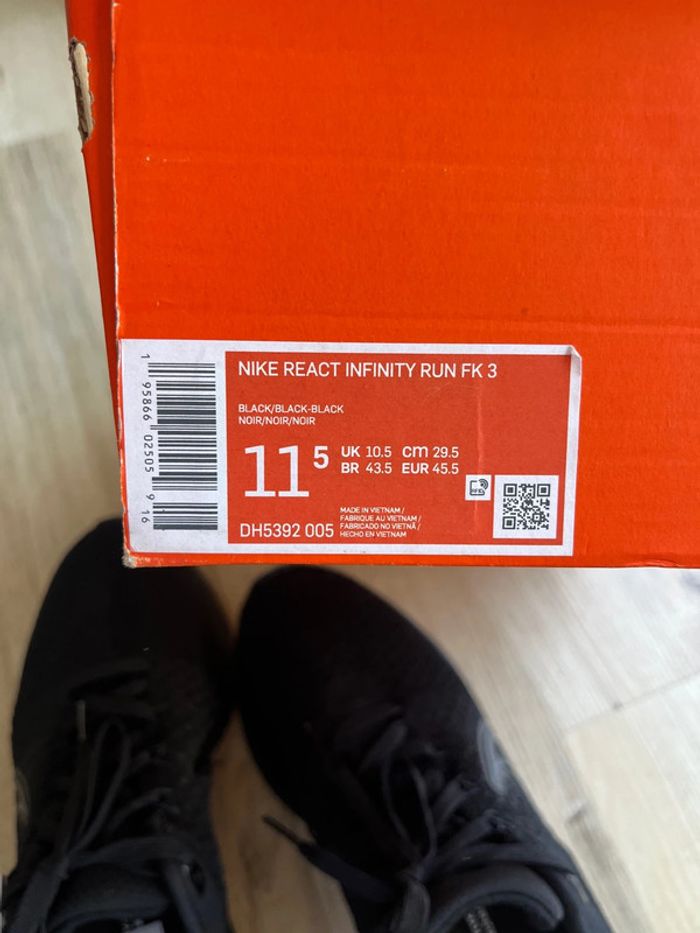 NIKE REACT INFINITY RUN FK 3
BLACK/BLACK-BLACK
NOIR/NOIR/NOIR
11 5
UK 10.5 cm 29.5
BR 43.5 EUR 45.5
DH5392 005
MADE IN VIETNAM /
FABRIQUE AU VIETNAM /
FABRICADO NO VIETNÃ /
HECHO EN VIETNAM
1 95866 02505 9 16